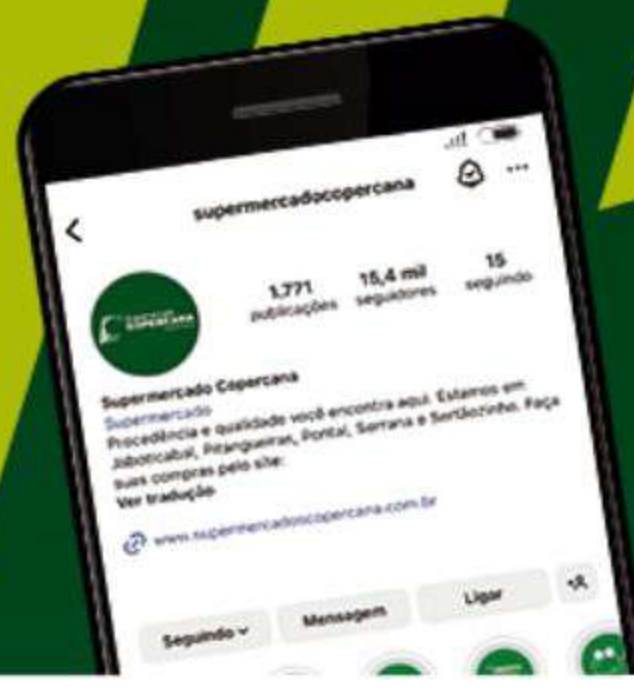 supermercadocopercana
1.771 15,4 mil 15
publicações seguidores seguindo
COPERCANA
Supermercado Copercana
Supermercado
Procedência e qualidade você encontra aqui. Estamos em
Jaboticabal, Pitangueiras, Pontal, Serrana e Sertãozinho. Faça
suas compras pelo site:
Ver tradução
www.supermercadoscopercana.com.br
Seguindo Mensagem Ligar